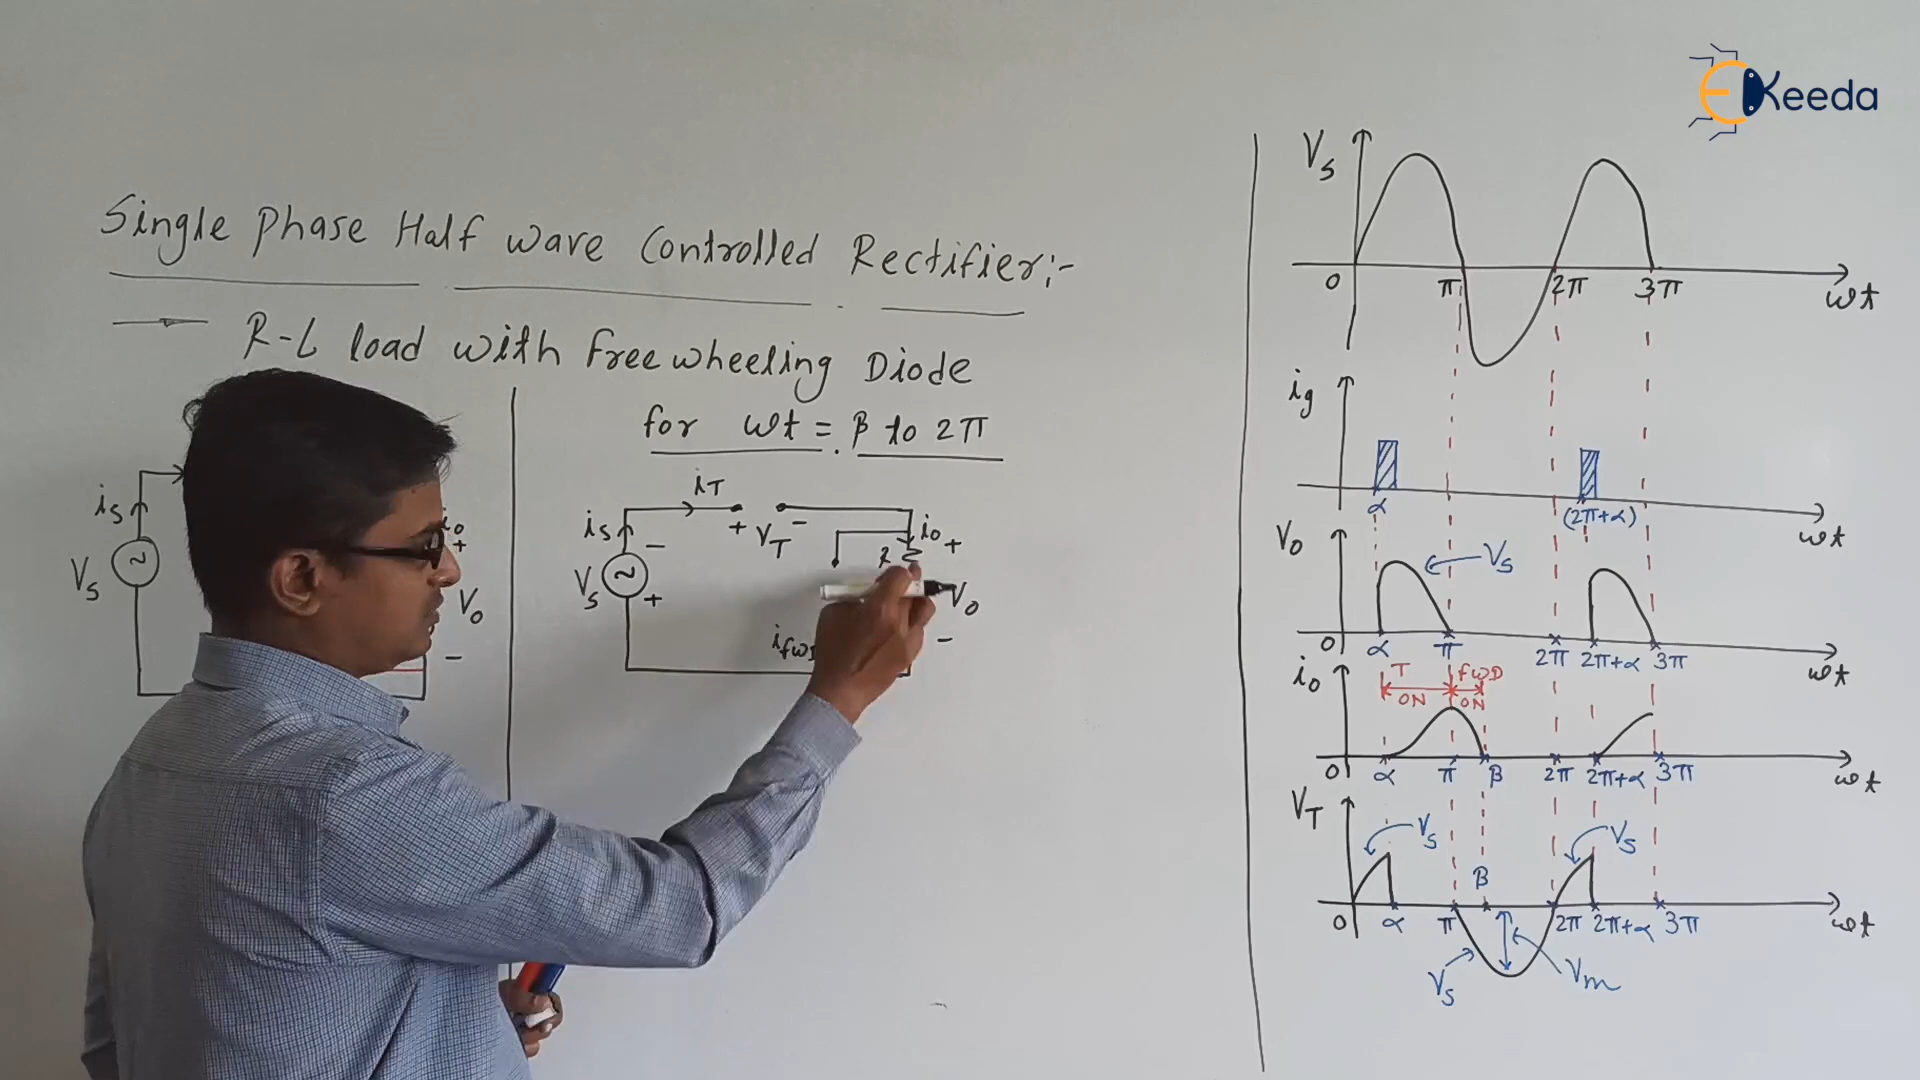 EKeeda
Single Phase Half wave Controlled Rectifier:-
R-L load with freewheeling Diode
for ωt = β to 2π
is
Vs
io
+
Vo
-
iT
+ VT -
is
-
Vs
+
io +
R
Vo
-
Vs
0 π 2π 3π
ωt
ig
α (2π+α)
ωt
Vo
Vs
0 α π 2π 2π+α 3π
ωt
io
T ON
FWD ON
0 α π β 2π 2π+α 3π
ωt
VT
Vs Vs
β
0 α π 2π 2π+α 3π
ωt
Vs Vm